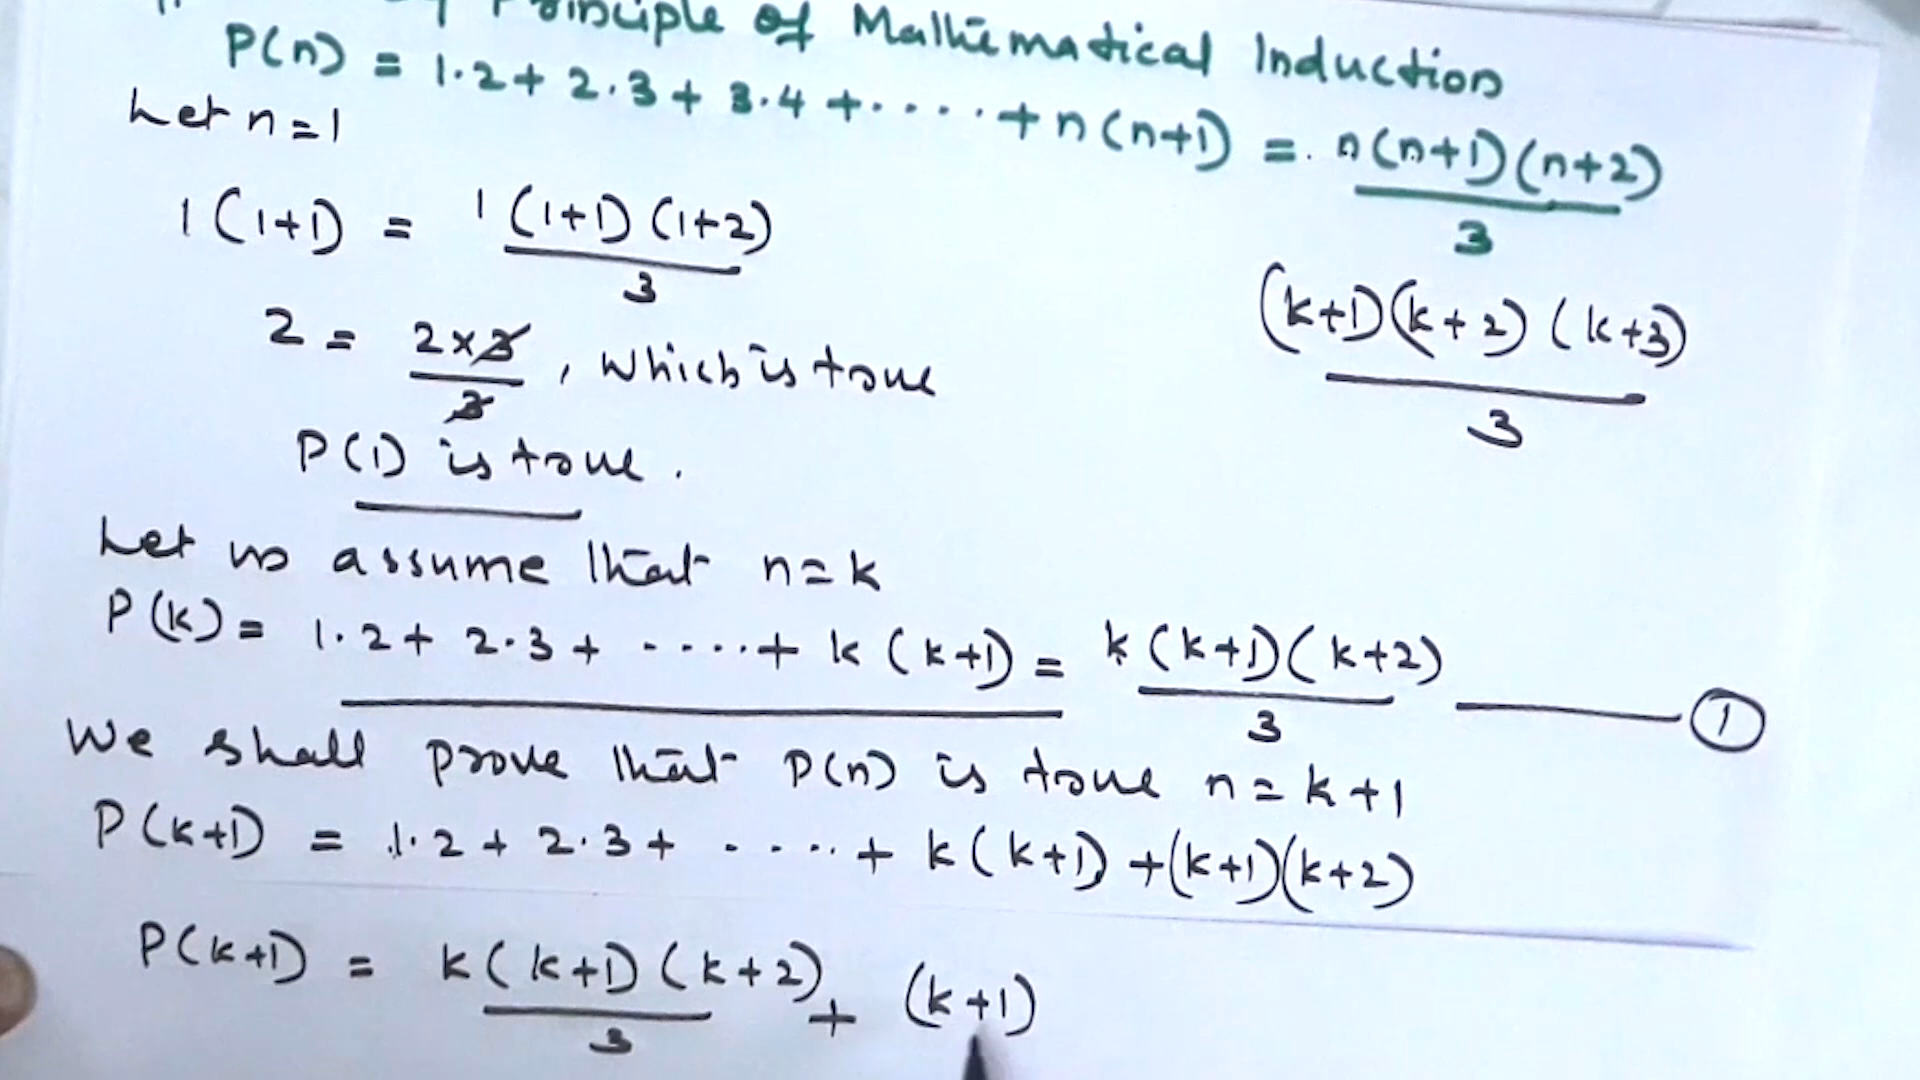 Principle of Mathematical Induction
P(n) = 1·2 + 2·3 + 3·4 + ····· + n(n+1) = n(n+1)(n+2)/3
Let n=1
1(1+1) = 1(1+1)(1+2)/3
(k+1)(k+2)(k+3)/3
2 = 2×3/3, which is true
P(1) is true.
Let us assume that n=k
P(k) = 1·2 + 2·3 + ·····+ k(k+1) = k(k+1)(k+2)/3 ——— ①
We shall prove that P(n) is true n=k+1
P(k+1) = 1·2 + 2·3 + ·····+ k(k+1) + (k+1)(k+2)
P(k+1) = k(k+1)(k+2)/3 + (k+1)